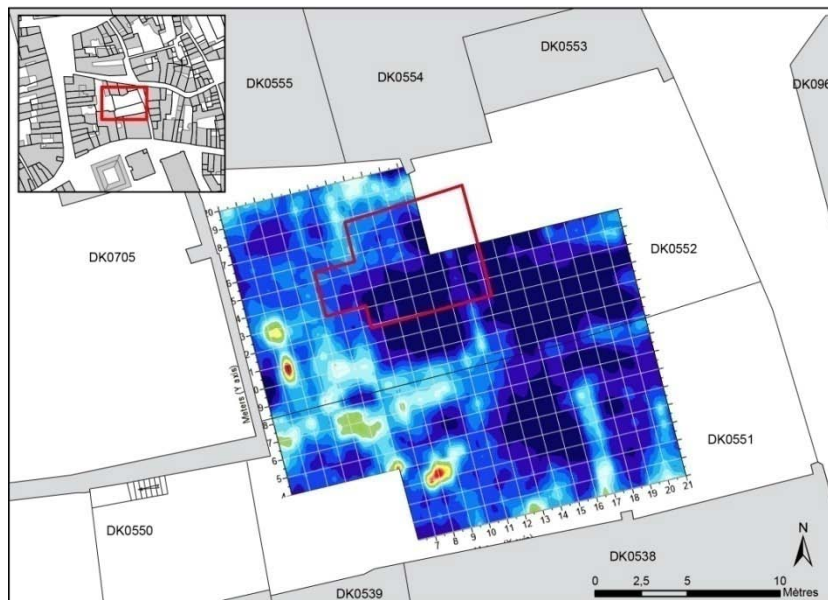 DK0555
DK0554
DK0553
DK096
DK0705
DK0552
DK0551
DK0550
DK0539
DK0538
Meters (Y axis)
7 8 9 10 11 12 13 14 15 16 17 18 19 20 21
N
0 2,5 5 10
Mètres